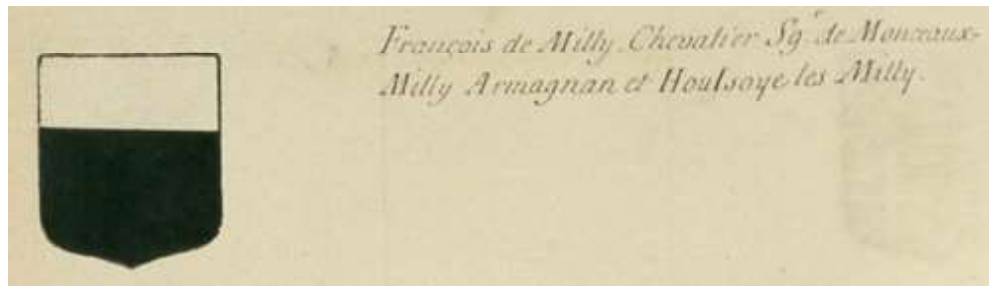 François de Milly Chevalier Sg.r de Monceaux-
Milly Armagnan et Houlsoye les Milly.